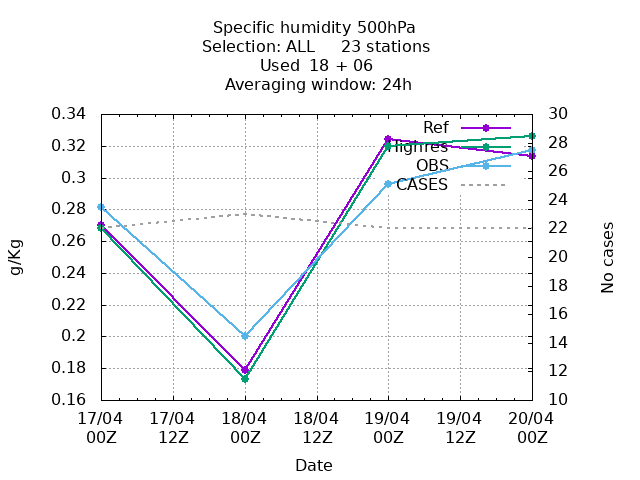 Specific humidity 500hPa
Selection: ALL 23 stations
Used 18 + 06
Averaging window: 24h
0.34
0.32
0.3
0.28
0.26
0.24
0.22
0.2
0.18
0.16
g/Kg
30
28
26
24
22
20
18
16
14
12
10
No cases
Ref
Highres
OBS
CASES
17/04 17/04 18/04 18/04 19/04 19/04 20/04
00Z 12Z 00Z 12Z 00Z 12Z 00Z
Date